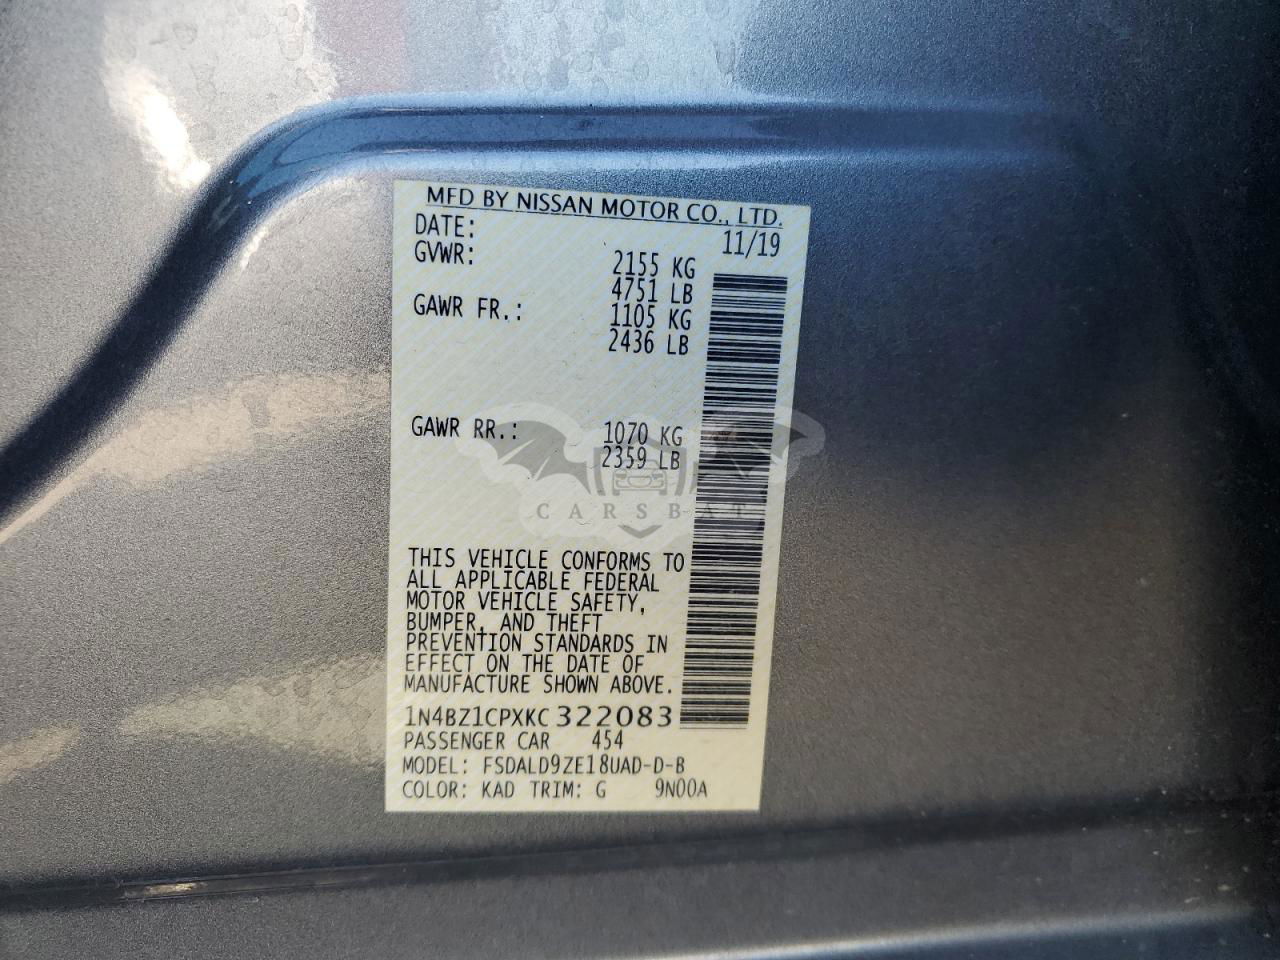 MFD BY NISSAN MOTOR CO., LTD.
DATE: 11/19
GVWR: 2155 KG
4751 LB
GAWR FR.: 1105 KG
2436 LB
GAWR RR.: 1070 KG
2359 LB
CARSBAT
THIS VEHICLE CONFORMS TO
ALL APPLICABLE FEDERAL
MOTOR VEHICLE SAFETY,
BUMPER, AND THEFT
PREVENTION STANDARDS IN
EFFECT ON THE DATE OF
MANUFACTURE SHOWN ABOVE.
1N4BZ1CPXKC 322083
PASSENGER CAR 454
MODEL: FSDALD9ZE18UAD-D-B
COLOR: KAD TRIM: G 9N00A